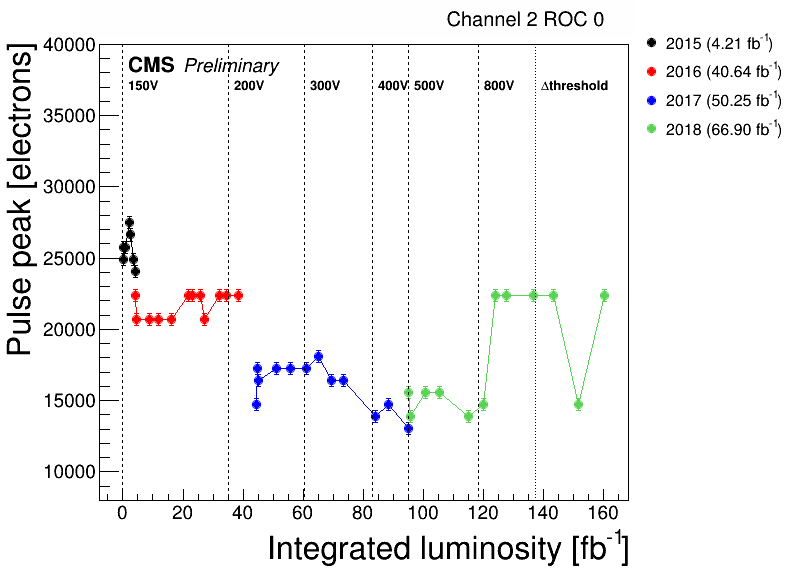 Channel 2 ROC 0
CMS Preliminary
150V 200V 300V 400V 500V 800V Δthreshold
2015 (4.21 fb⁻¹)
2016 (40.64 fb⁻¹)
2017 (50.25 fb⁻¹)
2018 (66.90 fb⁻¹)
Pulse peak [electrons]
40000
35000
30000
25000
20000
15000
10000
0 20 40 60 80 100 120 140 160
Integrated luminosity [fb⁻¹]